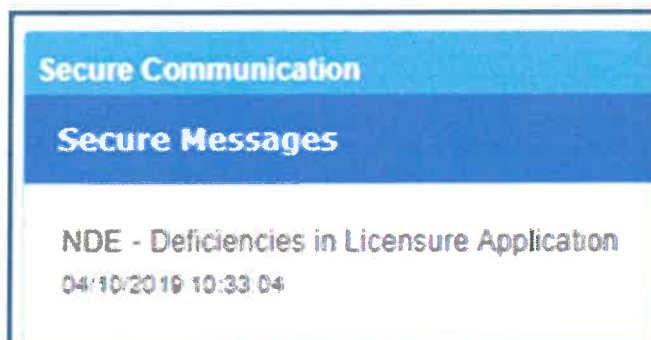 Secure Communication
Secure Messages
NDE - Deficiencies in Licensure Application
04/10/2019 10:33:04